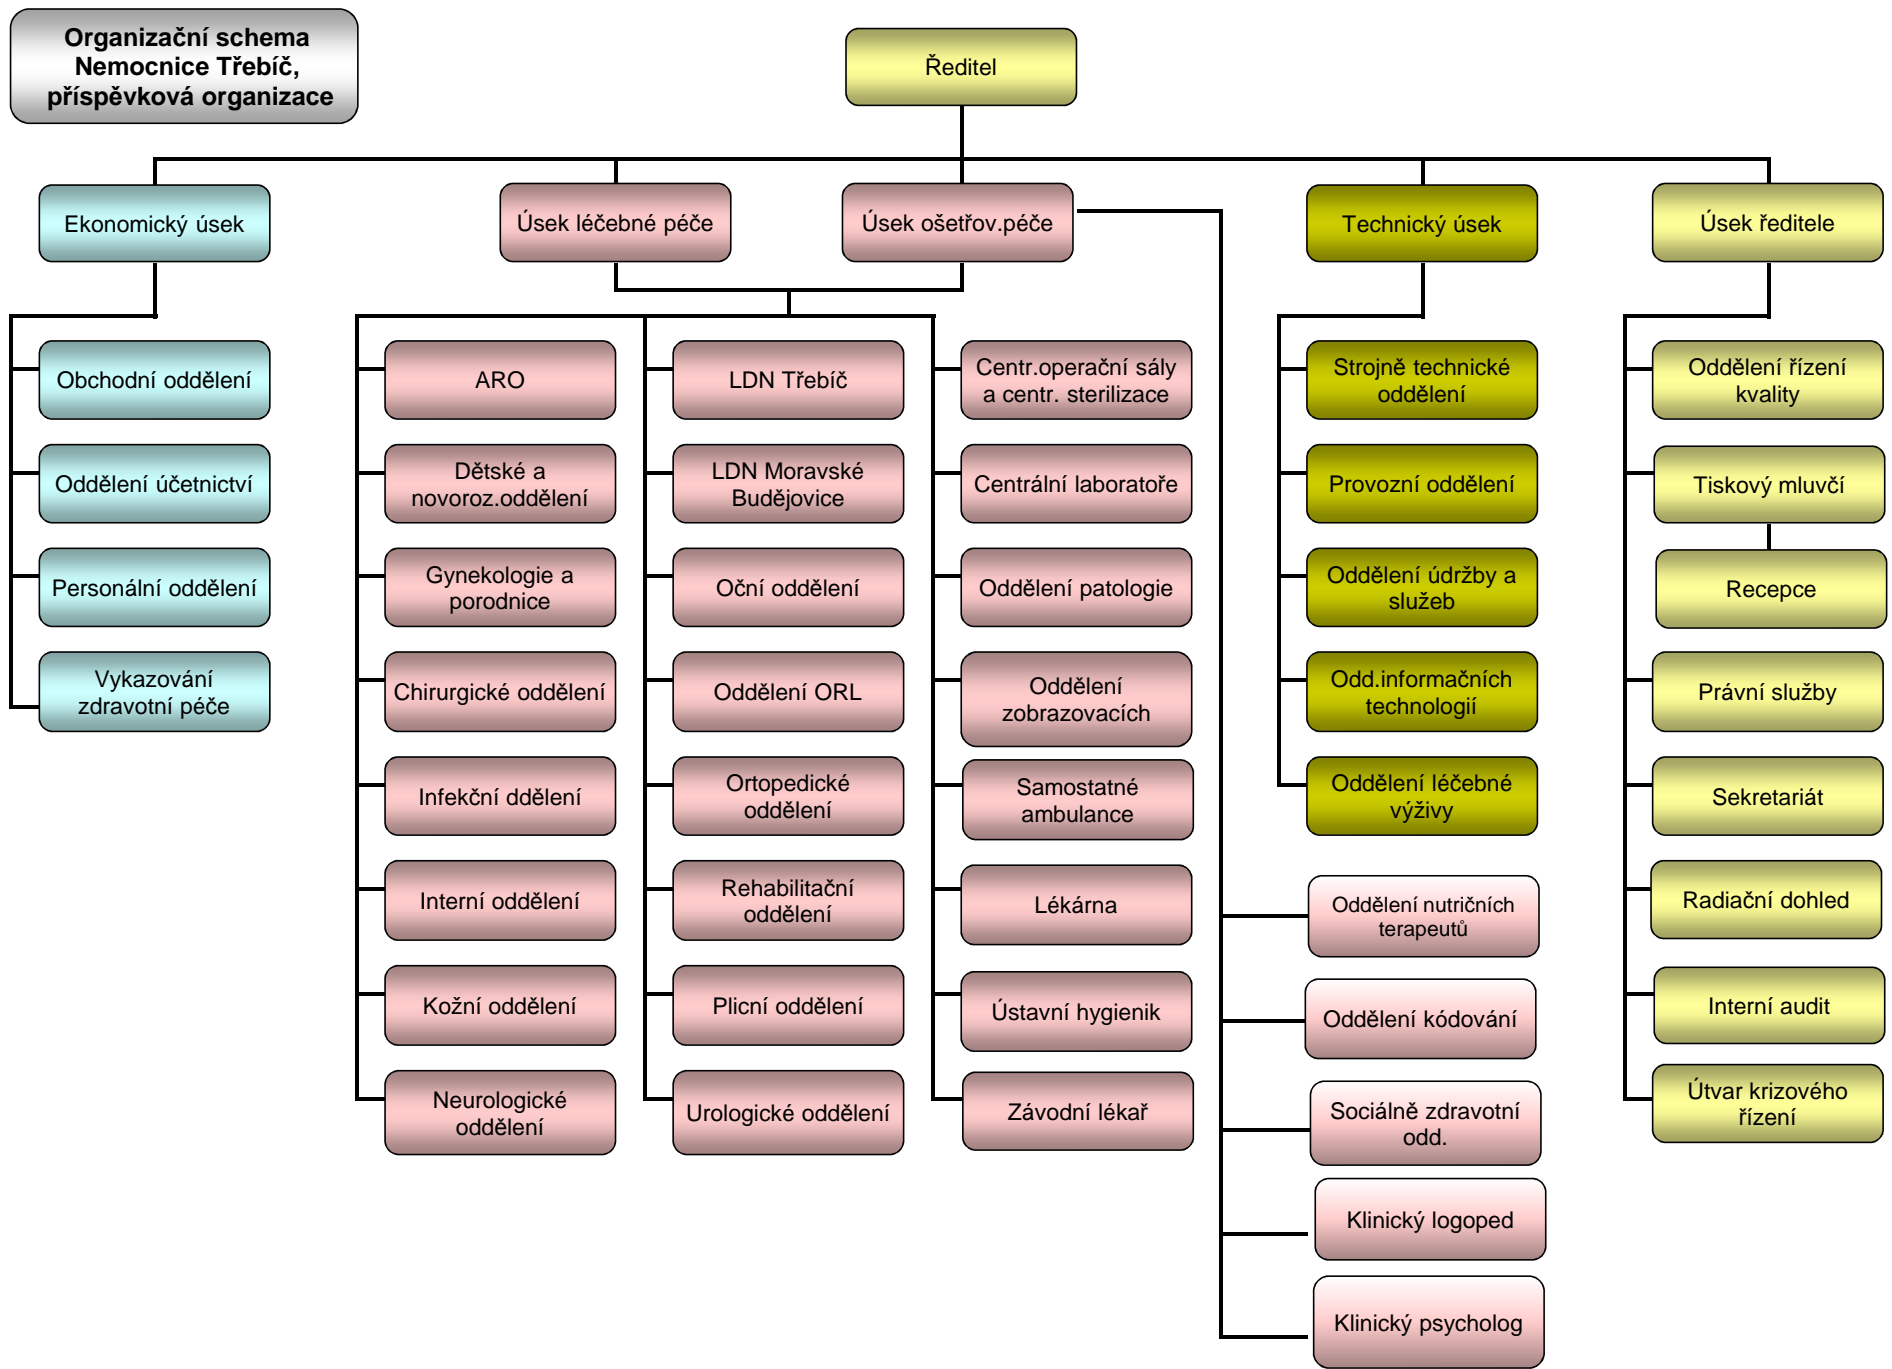 Organizační schema
Nemocnice Třebíč,
příspěvková organizace
Ředitel
Ekonomický úsek
Úsek léčebné péče
Úsek ošetřov.péče
Technický úsek
Úsek ředitele
Obchodní oddělení
Oddělení účetnictví
Personální oddělení
Vykazování
zdravotní péče
ARO
Dětské a
novoroz.oddělení
Gynekologie a
porodnice
Chirurgické oddělení
Infekční ddělení
Interní oddělení
Kožní oddělení
Neurologické
oddělení
LDN Třebíč
LDN Moravské
Budějovice
Oční oddělení
Oddělení ORL
Ortopedické
oddělení
Rehabilitační
oddělení
Plicní oddělení
Urologické oddělení
Centr.operační sály
a centr. sterilizace
Centrální laboratoře
Oddělení patologie
Oddělení
zobrazovacích
Samostatné
ambulance
Lékárna
Ústavní hygienik
Závodní lékař
Strojně technické
oddělení
Provozní oddělení
Oddělení údržby a
služeb
Odd.informačních
technologií
Oddělení léčebné
výživy
Oddělení nutričních
terapeutů
Oddělení kódování
Sociálně zdravotní
odd.
Klinický logoped
Klinický psycholog
Oddělení řízení
kvality
Tiskový mluvčí
Recepce
Právní služby
Sekretariát
Radiační dohled
Interní audit
Útvar krizového
řízení